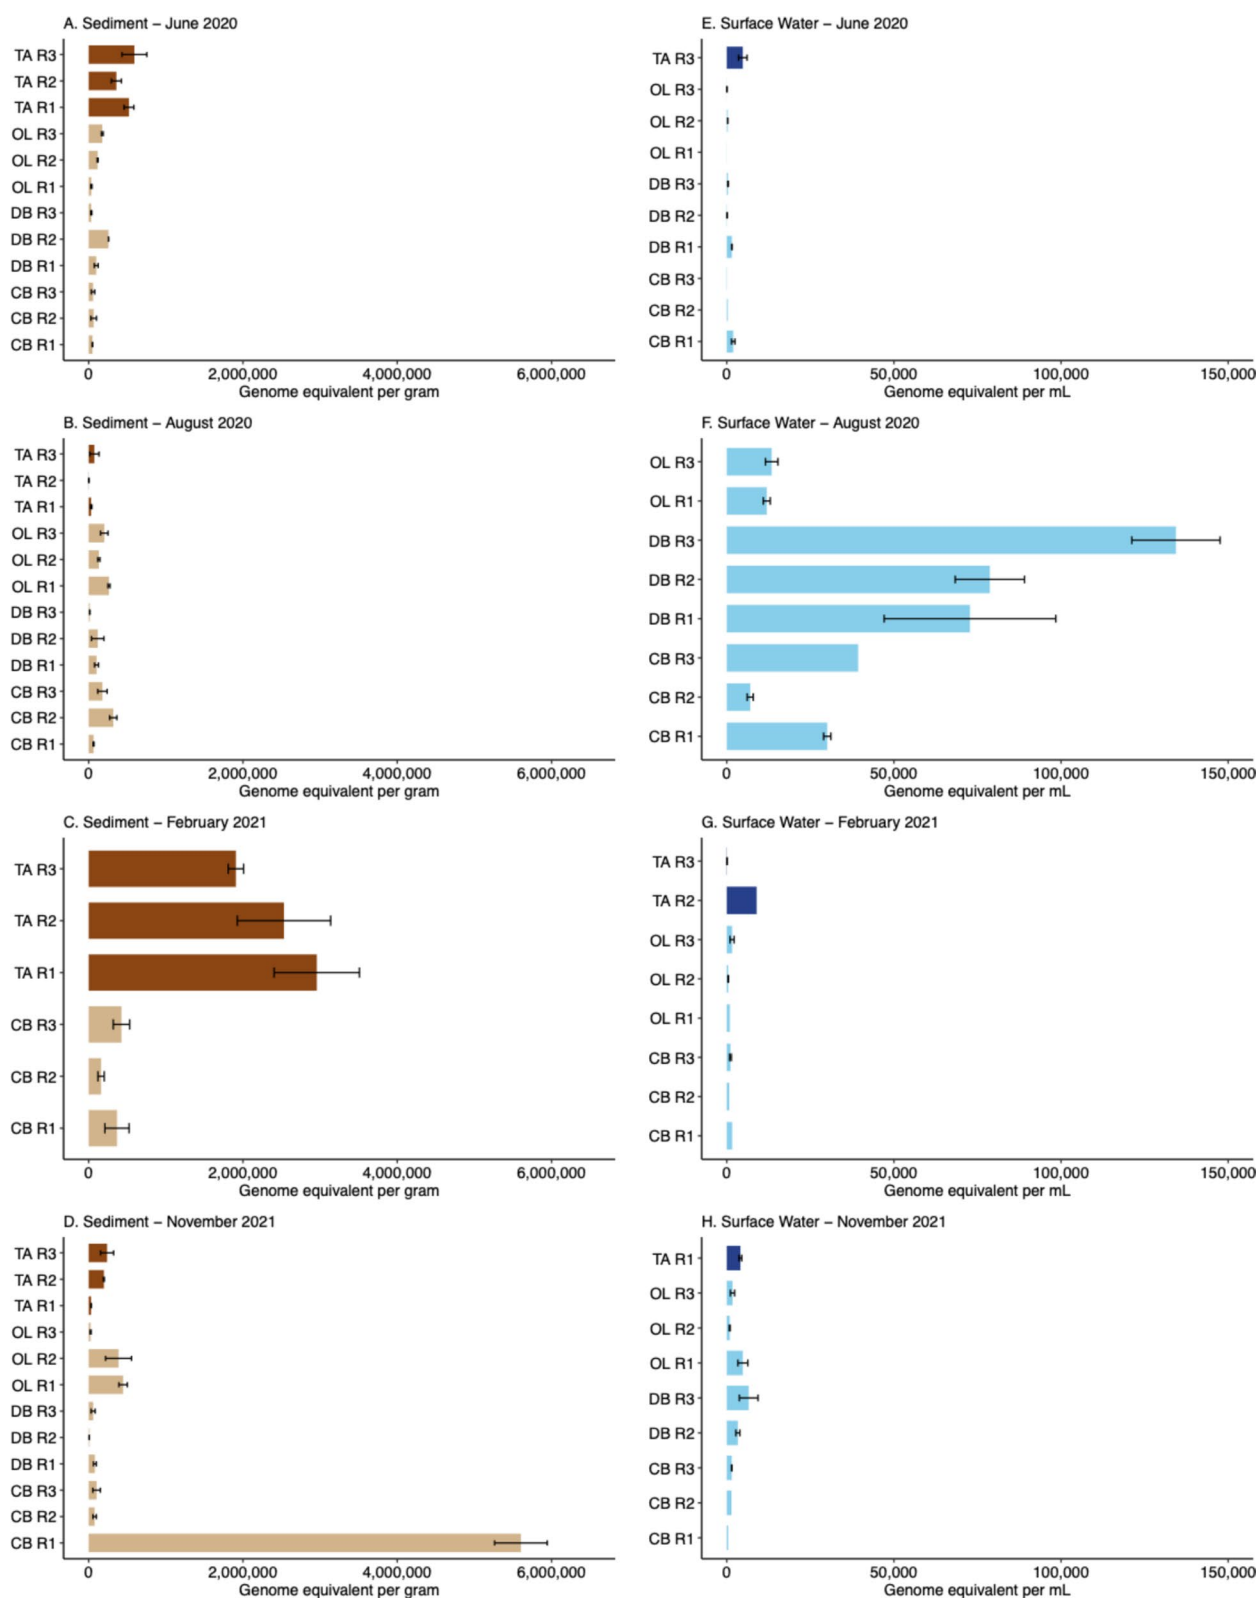 A. Sediment – June 2020
TA R3
TA R2
TA R1
OL R3
OL R2
OL R1
DB R3
DB R2
DB R1
CB R3
CB R2
CB R1
0 2,000,000 4,000,000 6,000,000
Genome equivalent per gram
E. Surface Water – June 2020
TA R3
OL R3
OL R2
OL R1
DB R3
DB R2
DB R1
CB R3
CB R2
CB R1
0 50,000 100,000 150,000
Genome equivalent per mL
B. Sediment – August 2020
TA R3
TA R2
TA R1
OL R3
OL R2
OL R1
DB R3
DB R2
DB R1
CB R3
CB R2
CB R1
0 2,000,000 4,000,000 6,000,000
Genome equivalent per gram
F. Surface Water – August 2020
OL R3
OL R1
DB R3
DB R2
DB R1
CB R3
CB R2
CB R1
0 50,000 100,000 150,000
Genome equivalent per mL
C. Sediment – February 2021
TA R3
TA R2
TA R1
CB R3
CB R2
CB R1
0 2,000,000 4,000,000 6,000,000
Genome equivalent per gram
G. Surface Water – February 2021
TA R3
TA R2
OL R3
OL R2
OL R1
CB R3
CB R2
CB R1
0 50,000 100,000 150,000
Genome equivalent per mL
D. Sediment – November 2021
TA R3
TA R2
TA R1
OL R3
OL R2
OL R1
DB R3
DB R2
DB R1
CB R3
CB R2
CB R1
0 2,000,000 4,000,000 6,000,000
Genome equivalent per gram
H. Surface Water – November 2021
TA R1
OL R3
OL R2
OL R1
DB R3
DB R2
CB R3
CB R2
CB R1
0 50,000 100,000 150,000
Genome equivalent per mL